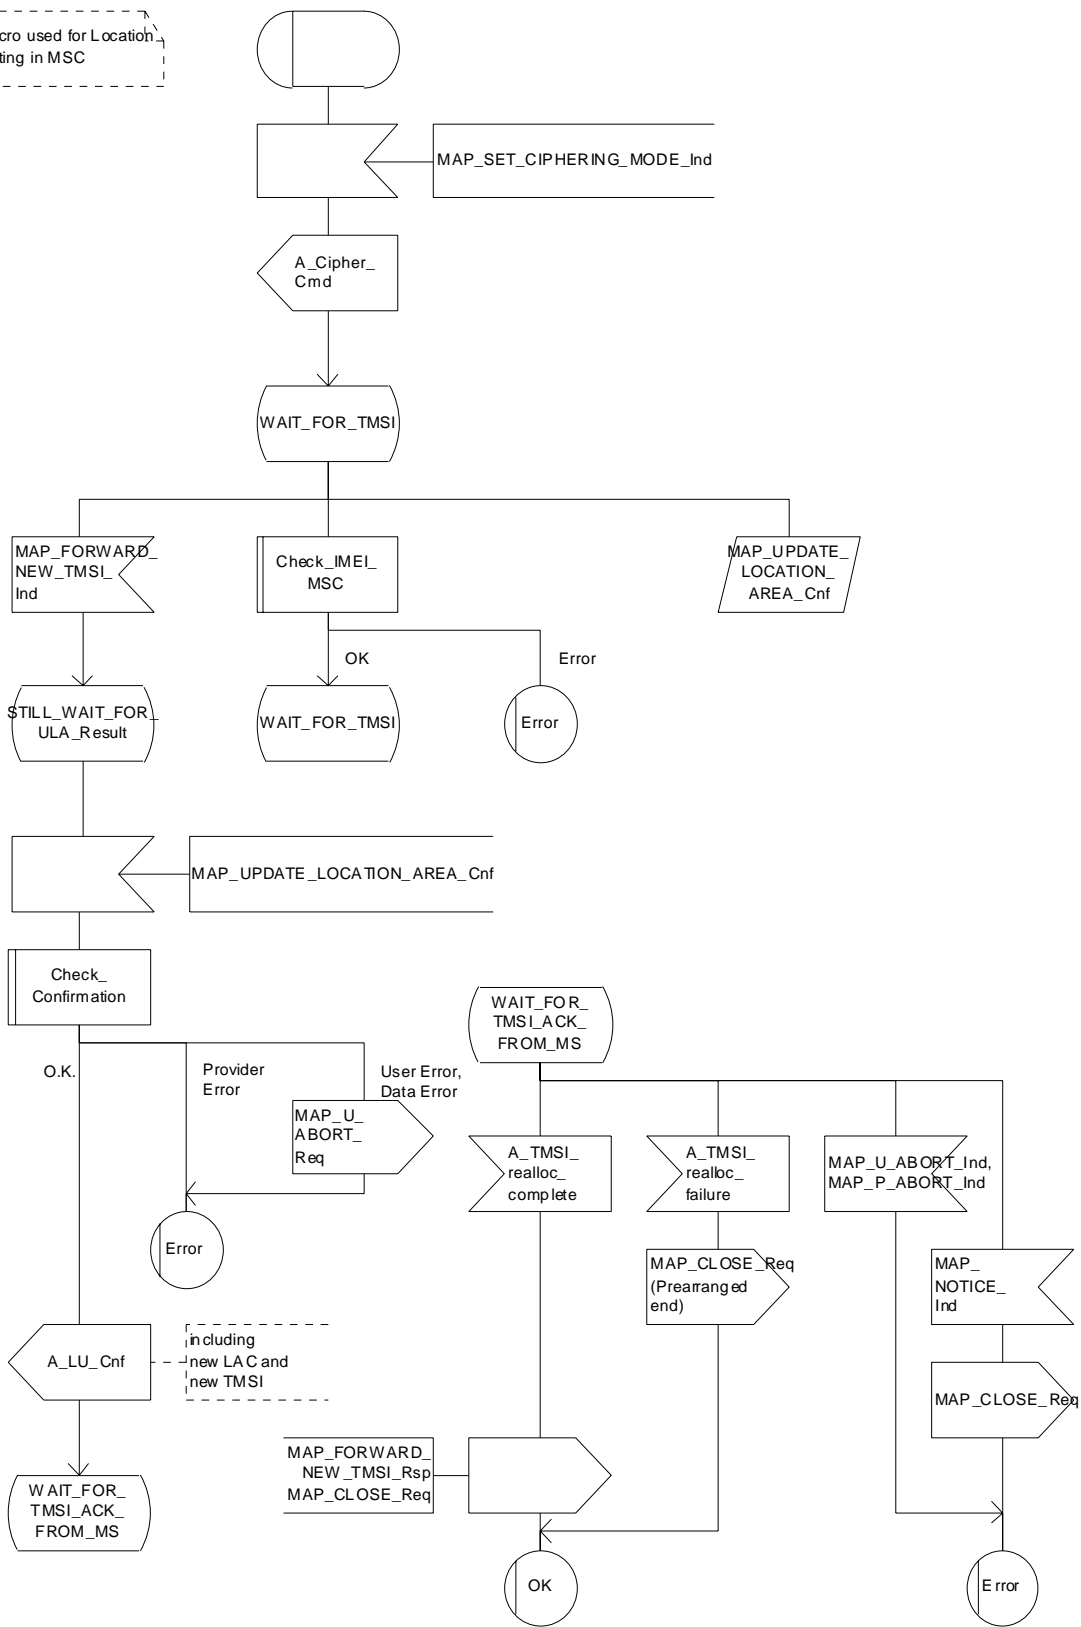 cro used for Location
ting in MSC
MAP_SET_CIPHERING_MODE_Ind
A_Cipher_
Cmd
WAIT_FOR_TMSI
MAP_FORWARD_
NEW_TMSI_
Ind
Check_IMEI_
MSC
MAP_UPDATE_
LOCATION_
AREA_Cnf
OK
Error
STILL_WAIT_FOR_
ULA_Result
WAIT_FOR_TMSI
Error
MAP_UPDATE_LOCATION_AREA_Cnf
Check_
Confirmation
O.K.
Provider
Error
User Error,
Data Error
MAP_U_
ABORT_
Req
Error
A_LU_Cnf
including
new LAC and
new TMSI
WAIT_FOR_
TMSI_ACK_
FROM_MS
WAIT_FOR_
TMSI_ACK_
FROM_MS
A_TMSI_
realloc_
complete
A_TMSI_
realloc_
failure
MAP_U_ABORT_Ind,
MAP_P_ABORT_Ind
MAP_CLOSE_Req
(Prearranged
end)
MAP_
NOTICE_
Ind
MAP_CLOSE_Req
MAP_FORWARD_
NEW_TMSI_Rsp
MAP_CLOSE_Req
OK
Error